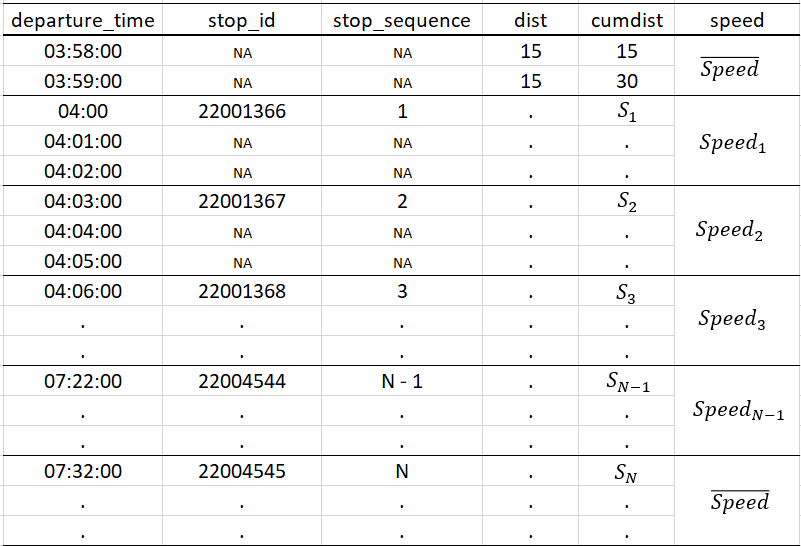 departure_time stop_id stop_sequence dist cumdist speed
03:58:00 NA NA 15 15 $\overline{Speed}$
03:59:00 NA NA 15 30
04:00 22001366 1 . $S_1$ $Speed_1$
04:01:00 NA NA . .
04:02:00 NA NA . .
04:03:00 22001367 2 . $S_2$ $Speed_2$
04:04:00 NA NA . .
04:05:00 NA NA . .
04:06:00 22001368 3 . $S_3$ $Speed_3$
. . . . .
. . . . .
07:22:00 22004544 N - 1 . $S_{N-1}$ $Speed_{N-1}$
. . . . .
. . . . .
07:32:00 22004545 N . $S_N$ $\overline{Speed}$
. . . . .
. . . . .